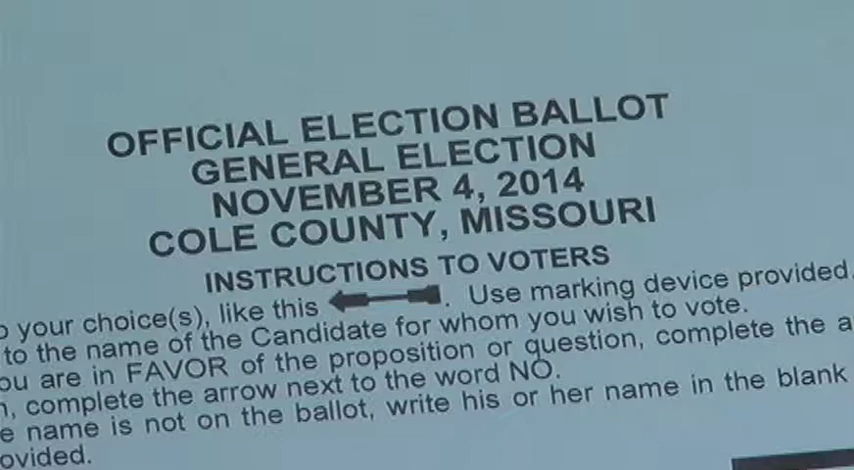 OFFICIAL ELECTION BALLOT
GENERAL ELECTION
NOVEMBER 4, 2014
COLE COUNTY, MISSOURI
INSTRUCTIONS TO VOTERS
your choice(s), like this . Use marking device provided.
to the name of the Candidate for whom you wish to vote.
ou are in FAVOR of the proposition or question, complete the a
n, complete the arrow next to the word NO.
e name is not on the ballot, write his or her name in the blank
ovided.